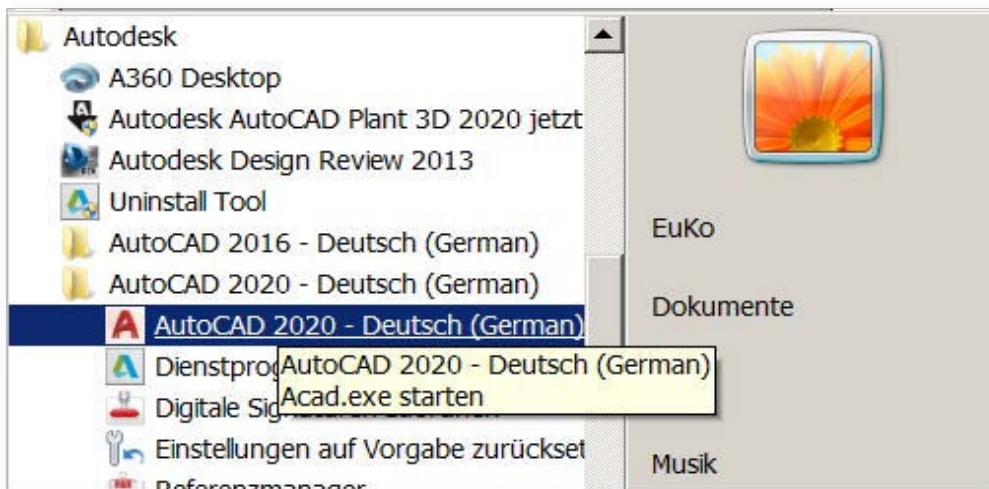 Autodesk
A360 Desktop
Autodesk AutoCAD Plant 3D 2020 jetzt
Autodesk Design Review 2013
Uninstall Tool
AutoCAD 2016 - Deutsch (German)
AutoCAD 2020 - Deutsch (German)
AutoCAD 2020 - Deutsch (German)
AutoCAD 2020 - Deutsch (German)
Acad.exe starten
Digitale
Einstellungen auf Vorgabe zurückset
Referenzmanager
EuKo
Dokumente
Musik